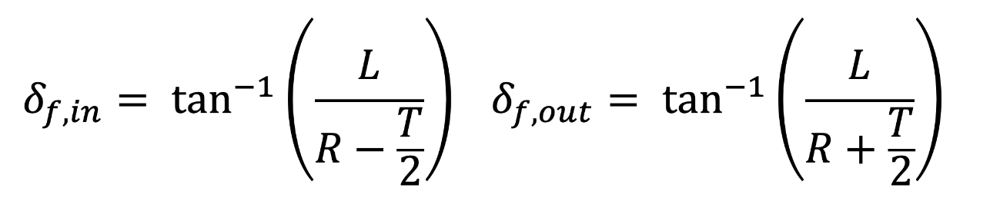 δ_{f,in} = tan⁻¹(L / (R − T/2)) δ_{f,out} = tan⁻¹(L / (R + T/2))